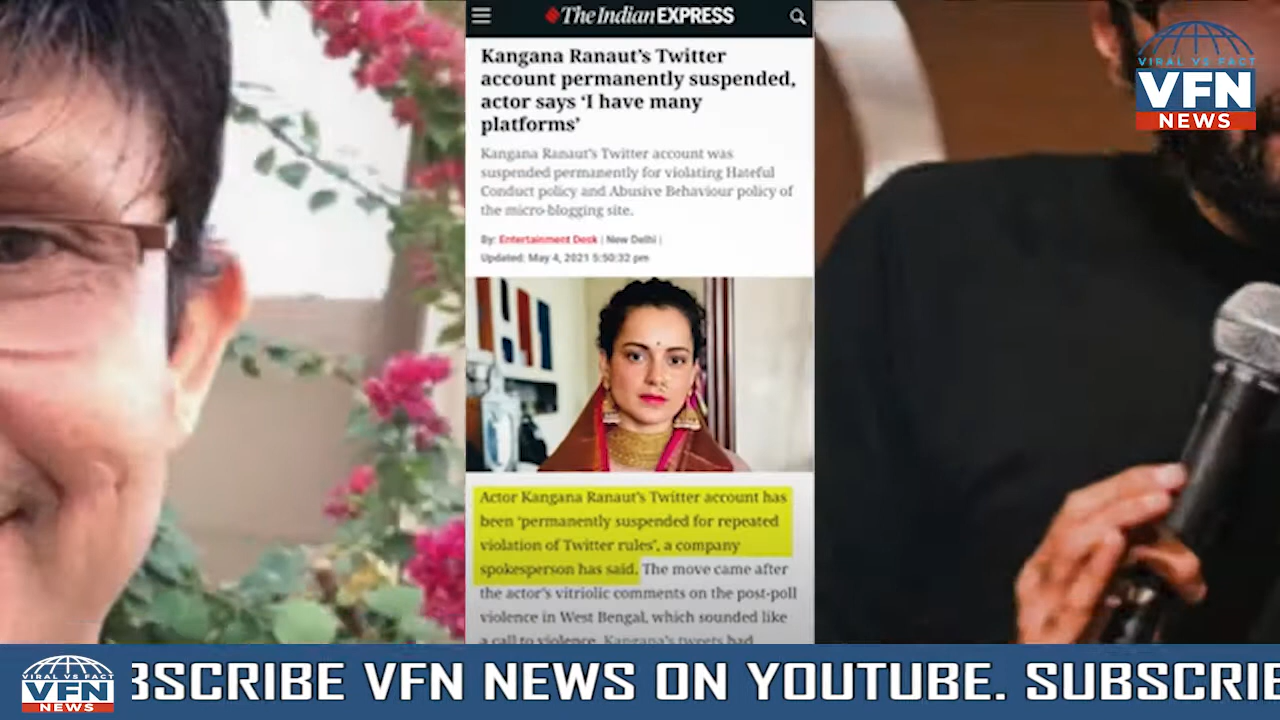 The Indian EXPRESS
Kangana Ranaut's Twitter
account permanently suspended,
actor says 'I have many
platforms'
Kangana Ranaut's Twitter account was
suspended permanently for violating Hateful
Conduct policy and Abusive Behaviour policy of
the micro-blogging site.
By: Entertainment Desk | New Delhi |
Updated: May 4, 2021 5:50:32 pm
Actor Kangana Ranaut's Twitter account has
been 'permanently suspended for repeated
violation of Twitter rules', a company
spokesperson has said. The move came after
the actor's vitriolic comments on the post-poll
violence in West Bengal, which sounded like
a call to violence. Kangana's tweets had
VIRAL VS FACT
VFN
NEWS
VIRAL VS FACT
VFN
NEWS
BSCRIBE VFN NEWS ON YOUTUBE. SUBSCRIE